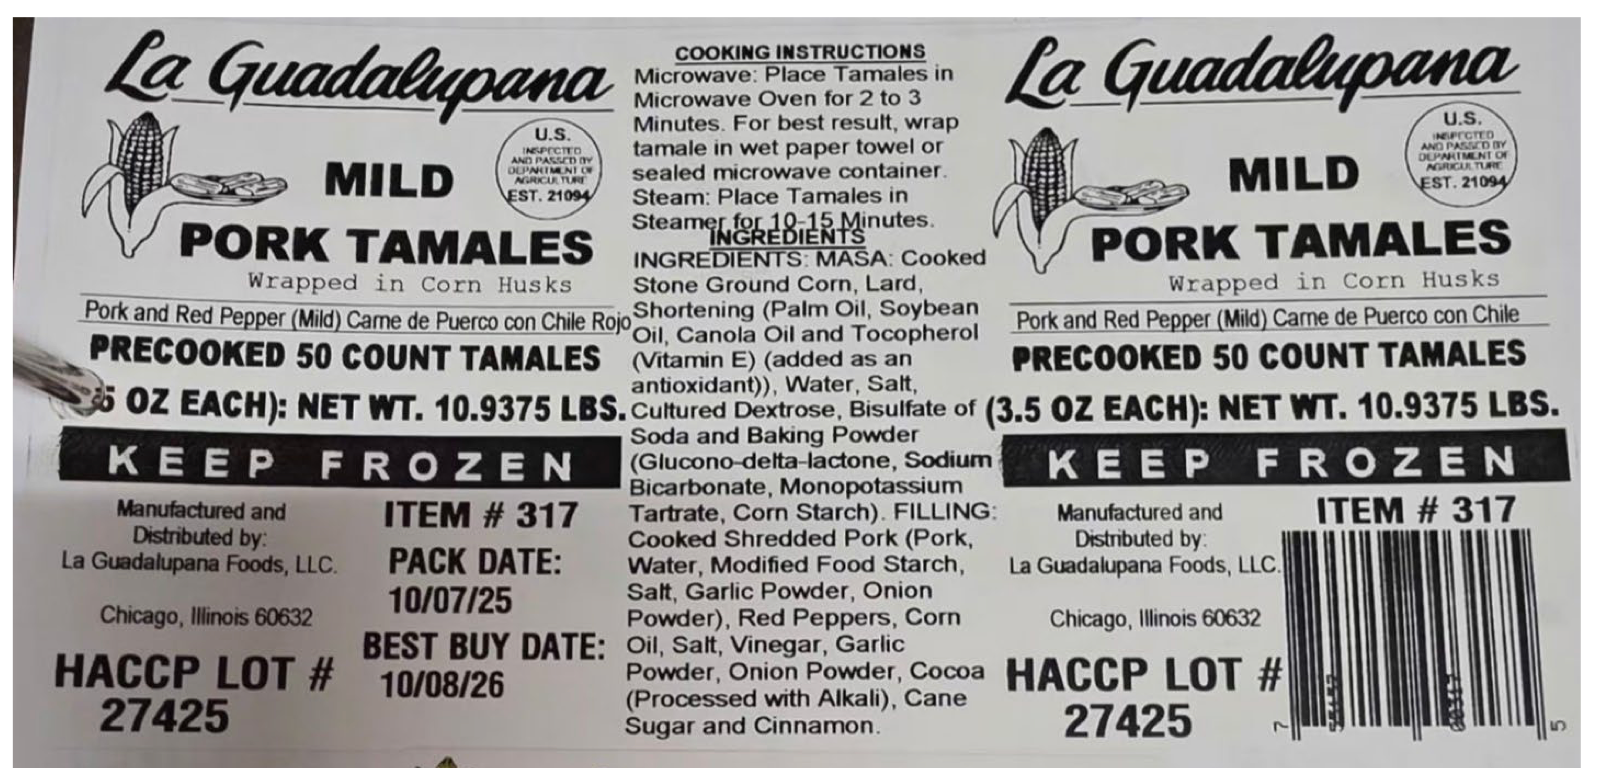 La Guadalupana
U.S.
INSPECTED
AND PASSED BY
DEPARTMENT OF
AGRICULTURE
EST. 21094
MILD
PORK TAMALES
Wrapped in Corn Husks
Pork and Red Pepper (Mild) Carne de Puerco con Chile Rojo
PRECOOKED 50 COUNT TAMALES
5 OZ EACH): NET WT. 10.9375 LBS.
KEEP FROZEN
Manufactured and
Distributed by:
La Guadalupana Foods, LLC.
Chicago, Illinois 60632
HACCP LOT #
27425
ITEM # 317
PACK DATE:
10/07/25
BEST BUY DATE:
10/08/26
COOKING INSTRUCTIONS
Microwave: Place Tamales in
Microwave Oven for 2 to 3
Minutes. For best result, wrap
tamale in wet paper towel or
sealed microwave container.
Steam: Place Tamales in
Steamer for 10-15 Minutes.
INGREDIENTS
INGREDIENTS: MASA: Cooked
Stone Ground Corn, Lard,
Shortening (Palm Oil, Soybean
Oil, Canola Oil and Tocopherol
(Vitamin E) (added as an
antioxidant)), Water, Salt,
Cultured Dextrose, Bisulfate of
Soda and Baking Powder
(Glucono-delta-lactone, Sodium
Bicarbonate, Monopotassium
Tartrate, Corn Starch). FILLING:
Cooked Shredded Pork (Pork,
Water, Modified Food Starch,
Salt, Garlic Powder, Onion
Powder), Red Peppers, Corn
Oil, Salt, Vinegar, Garlic
Powder, Onion Powder, Cocoa
(Processed with Alkali), Cane
Sugar and Cinnamon.
La Guadalupana
U.S.
INSPECTED
AND PASSED BY
DEPARTMENT OF
AGRICULTURE
EST. 21094
MILD
PORK TAMALES
Wrapped in Corn Husks
Pork and Red Pepper (Mild) Carne de Puerco con Chile
PRECOOKED 50 COUNT TAMALES
(3.5 OZ EACH): NET WT. 10.9375 LBS.
KEEP FROZEN
Manufactured and
Distributed by:
La Guadalupana Foods, LLC.
Chicago, Illinois 60632
HACCP LOT #
27425
ITEM # 317
7
5